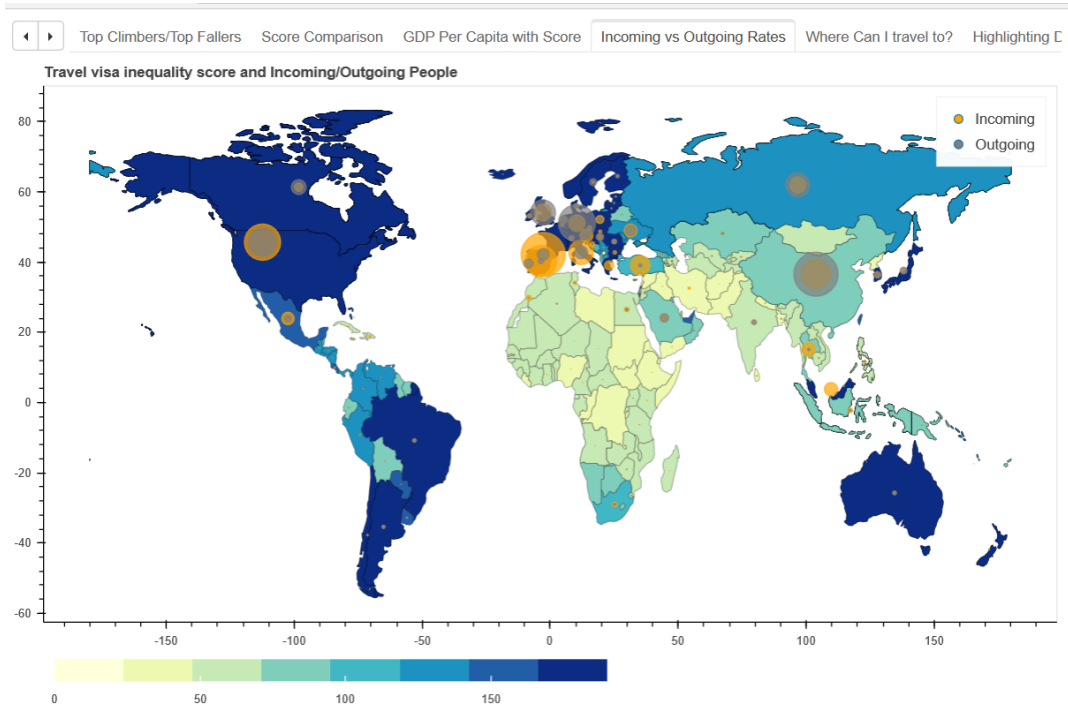 Top Climbers/Top Fallers Score Comparison GDP Per Capita with Score Incoming vs Outgoing Rates Where Can I travel to? Highlighting D
Travel visa inequality score and Incoming/Outgoing People
Incoming
Outgoing
80
60
40
20
0
-20
-40
-60
-150 -100 -50 0 50 100 150
0 50 100 150